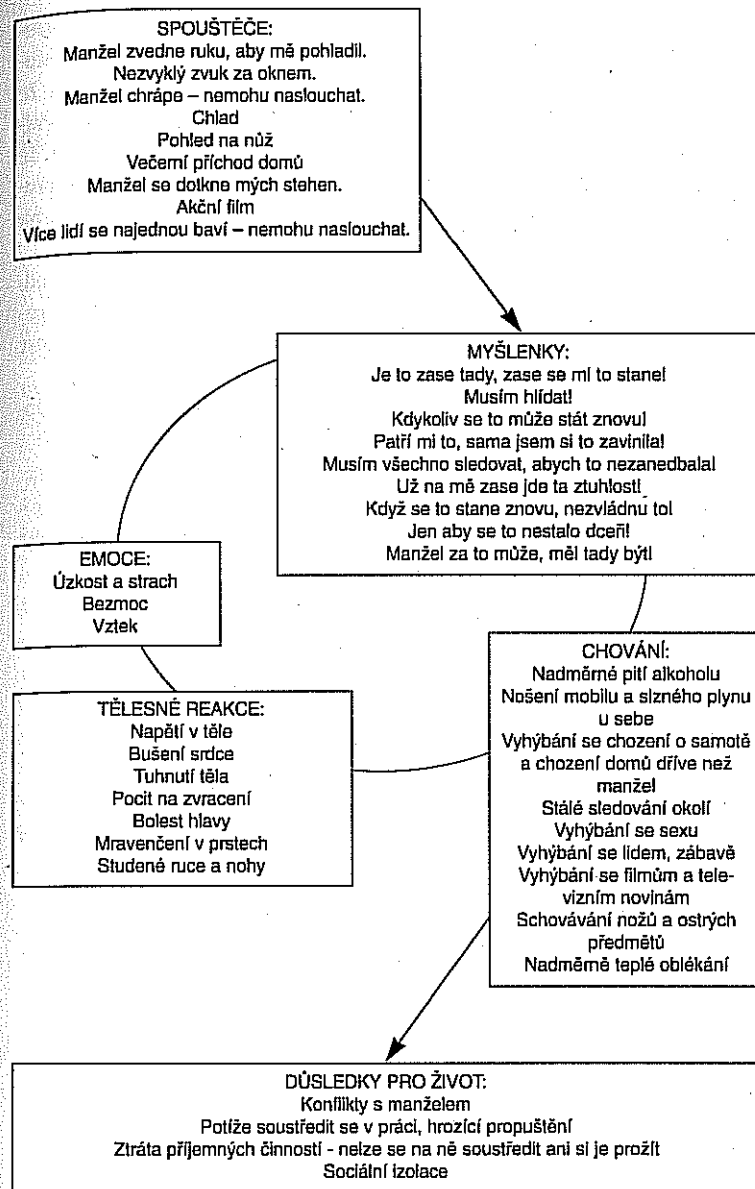 SPOUŠTĚČE:
Manžel zvedne ruku, aby mě pohladil.
Nezvyklý zvuk za oknem.
Manžel chrápe – nemohu naslouchat.
Chlad
Pohled na nůž
Večerní příchod domů
Manžel se dotkne mých stehen.
Akční film
Více lidí se najednou baví – nemohu naslouchat.
MYŠLENKY:
Je to zase tady, zase se mi to stane!
Musím hlídat!
Kdykoliv se to může stát znovu!
Patří mi to, sama jsem si to zavinila!
Musím všechno sledovat, abych to nezanedbala!
Už na mě zase jde ta ztuhlost!
Když se to stane znovu, nezvládnu to!
Jen aby se to nestalo dceři!
Manžel za to může, měl tady být!
EMOCE:
Úzkost a strach
Bezmoc
Vztek
TĚLESNÉ REAKCE:
Napětí v těle
Bušení srdce
Tuhnutí těla
Pocit na zvracení
Bolest hlavy
Mravenčení v prstech
Studené ruce a nohy
CHOVÁNÍ:
Nadměrné pití alkoholu
Nošení mobilu a slzného plynu
u sebe
Vyhýbání se chození o samotě
a chození domů dříve než
manžel
Stálé sledování okolí
Vyhýbání se sexu
Vyhýbání se lidem, zábavě
Vyhýbání se filmům a tele-
vizním novinám
Schovávání nožů a ostrých
předmětů
Nadměrně teplé oblékání
DŮSLEDKY PRO ŽIVOT:
Konflikty s manželem
Potíže soustředit se v práci, hrozící propuštění
Ztráta příjemných činností - nelze se na ně soustředit ani si je prožít
Sociální izolace